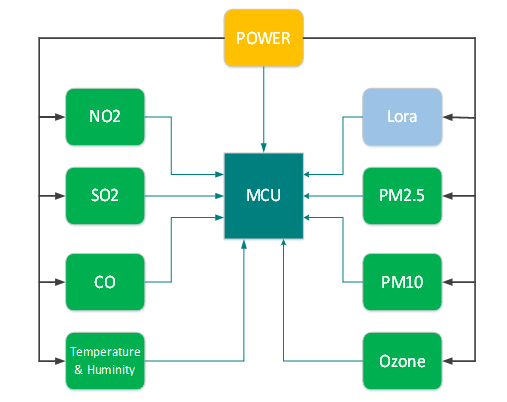 POWER
NO2
Lora
SO2
MCU
PM2.5
CO
PM10
Temperature
& Huminity
Ozone